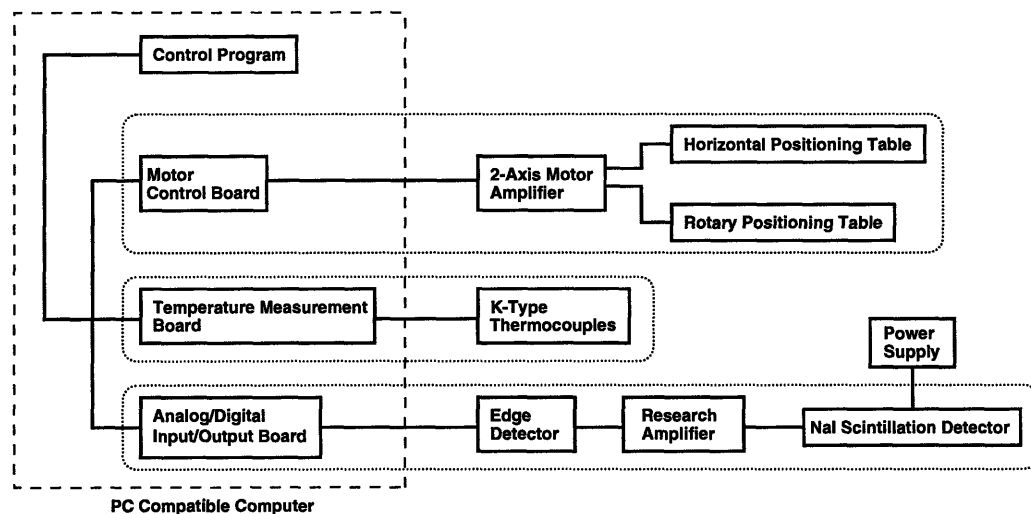 Control Program
Motor
Control Board
2-Axis Motor
Amplifier
Horizontal Positioning Table
Rotary Positioning Table
Temperature Measurement
Board
K-Type
Thermocouples
Power
Supply
Analog/Digital
Input/Output Board
Edge
Detector
Research
Amplifier
NaI Scintillation Detector
PC Compatible Computer